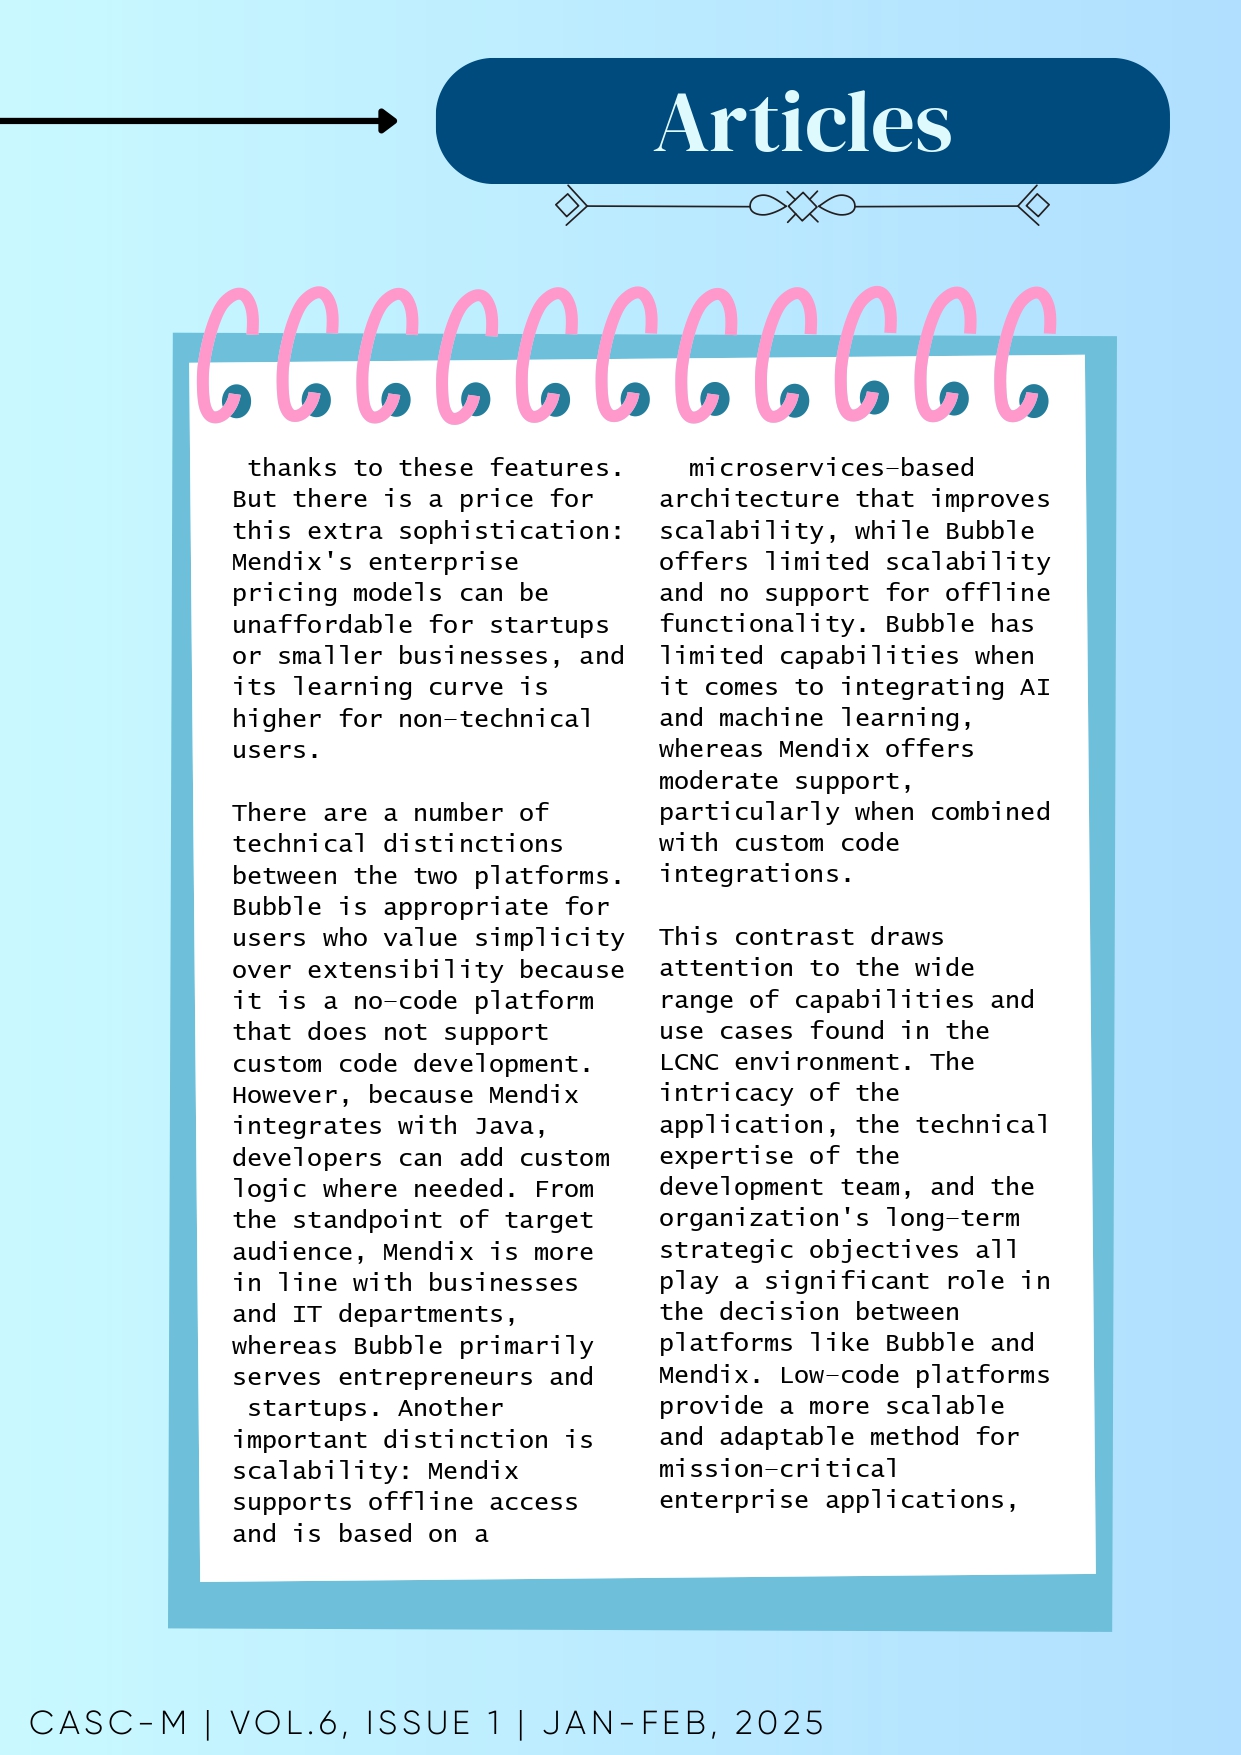 Articles
thanks to these features.
But there is a price for
this extra sophistication:
Mendix's enterprise
pricing models can be
unaffordable for startups
or smaller businesses, and
its learning curve is
higher for non-technical
users.
There are a number of
technical distinctions
between the two platforms.
Bubble is appropriate for
users who value simplicity
over extensibility because
it is a no-code platform
that does not support
custom code development.
However, because Mendix
integrates with Java,
developers can add custom
logic where needed. From
the standpoint of target
audience, Mendix is more
in line with businesses
and IT departments,
whereas Bubble primarily
serves entrepreneurs and
startups. Another
important distinction is
scalability: Mendix
supports offline access
and is based on a
microservices-based
architecture that improves
scalability, while Bubble
offers limited scalability
and no support for offline
functionality. Bubble has
limited capabilities when
it comes to integrating AI
and machine learning,
whereas Mendix offers
moderate support,
particularly when combined
with custom code
integrations.
This contrast draws
attention to the wide
range of capabilities and
use cases found in the
LCNC environment. The
intricacy of the
application, the technical
expertise of the
development team, and the
organization's long-term
strategic objectives all
play a significant role in
the decision between
platforms like Bubble and
Mendix. Low-code platforms
provide a more scalable
and adaptable method for
mission-critical
enterprise applications,
CASC-M | VOL.6, ISSUE 1 | JAN-FEB, 2025